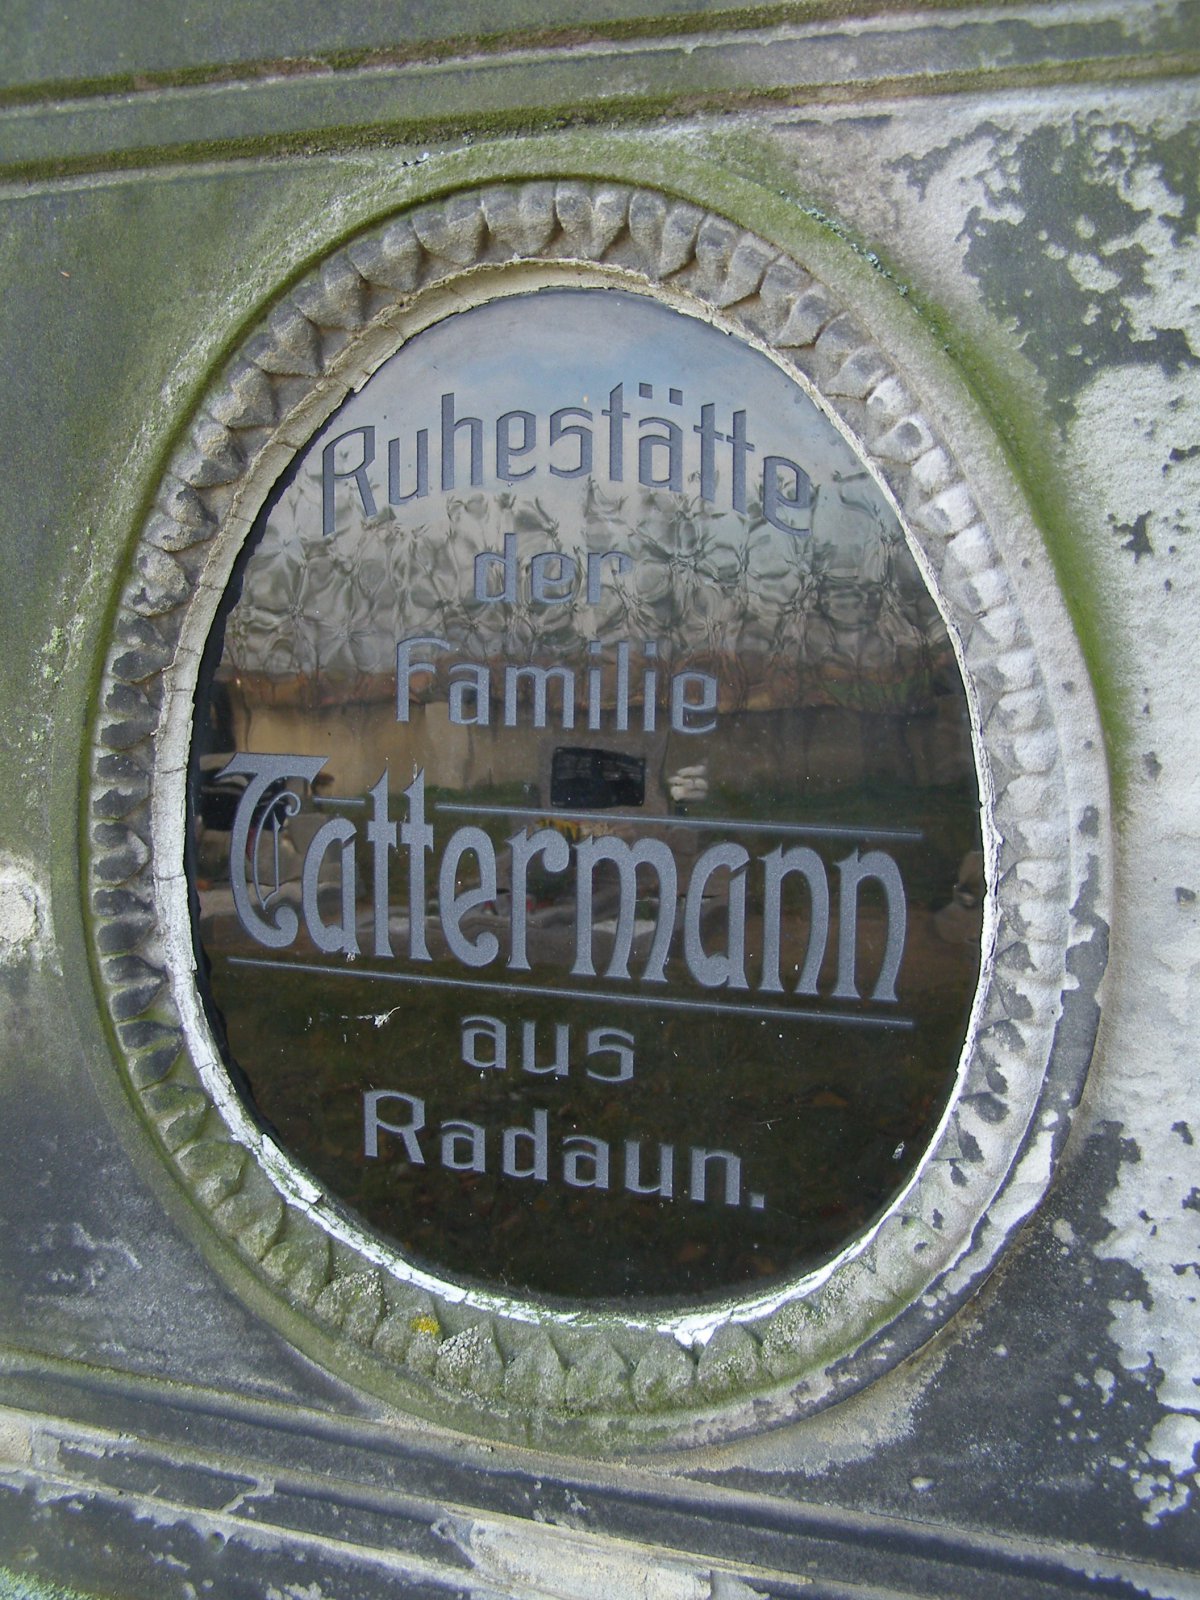 Ruhestätte
der
Familie
Tattermann
aus
Radaun.